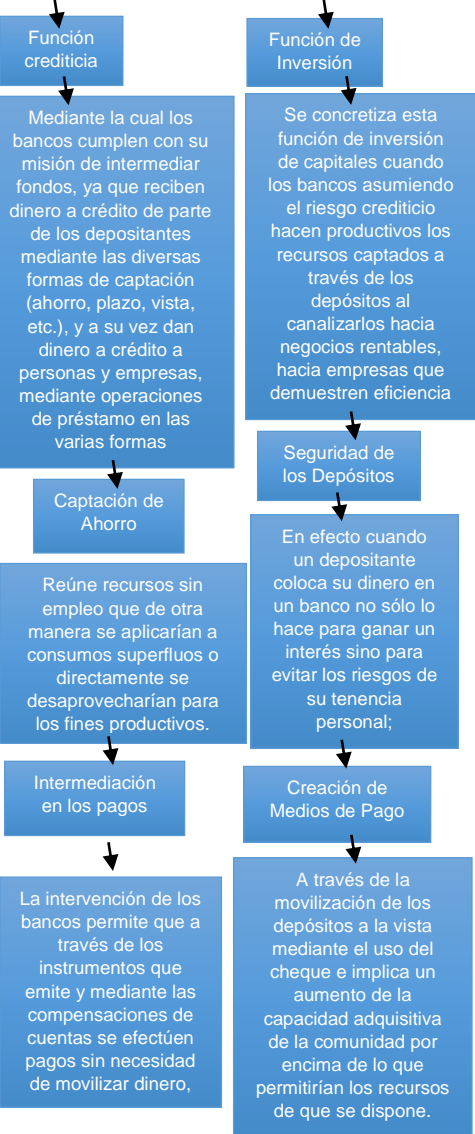 Función
crediticia
Mediante la cual los
bancos cumplen con su
misión de intermediar
fondos, ya que reciben
dinero a crédito de parte
de los depositantes
mediante las diversas
formas de captación
(ahorro, plazo, vista,
etc.), y a su vez dan
dinero a crédito a
personas y empresas,
mediante operaciones
de préstamo en las
varias formas
Captación de
Ahorro
Reúne recursos sin
empleo que de otra
manera se aplicarían a
consumos superfluos o
directamente se
desaprovecharían para
los fines productivos.
Intermediación
en los pagos
La intervención de los
bancos permite que a
través de los
instrumentos que
emite y mediante las
compensaciones de
cuentas se efectúen
pagos sin necesidad
de movilizar dinero,
Función de
Inversión
Se concretiza esta
función de inversión
de capitales cuando
los bancos asumiendo
el riesgo crediticio
hacen productivos los
recursos captados a
través de los
depósitos al
canalizarlos hacia
negocios rentables,
hacia empresas que
demuestren eficiencia
Seguridad de
los Depósitos
En efecto cuando
un depositante
coloca su dinero en
un banco no sólo lo
hace para ganar un
interés sino para
evitar los riesgos de
su tenencia
personal;
Creación de
Medios de Pago
A través de la
movilización de los
depósitos a la vista
mediante el uso del
cheque e implica un
aumento de la
capacidad adquisitiva
de la comunidad por
encima de lo que
permitirían los recursos
de que se dispone.